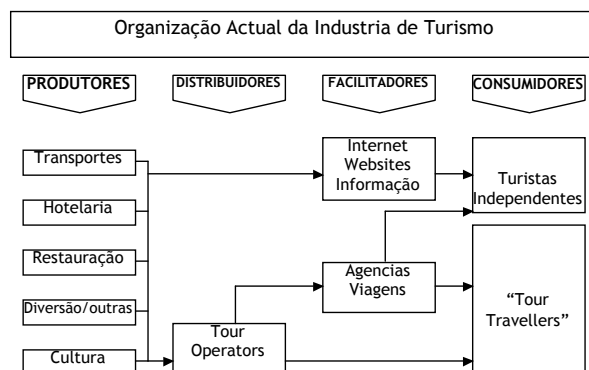 Organização Actual da Industria de Turismo
PRODUTORES
DISTRIBUIDORES
FACILITADORES
CONSUMIDORES
Transportes
Hotelaria
Restauração
Diversão/outras
Cultura
Tour
Operators
Internet
Websites
Informação
Agencias
Viagens
Turistas
Independentes
“Tour
Travellers”